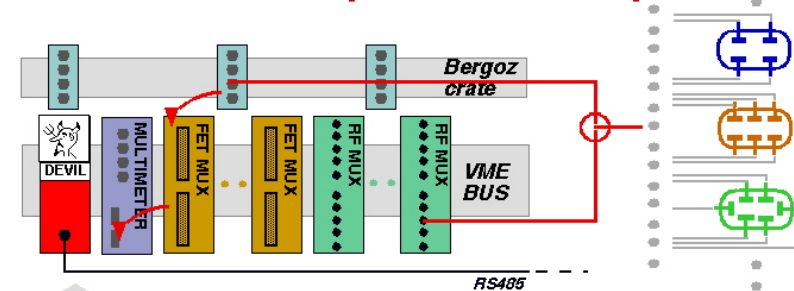 Bergoz
crate
DEVIL
MULTIMETER
FET MUX
FET MUX
RF MUX
RF MUX
VME
BUS
RS485